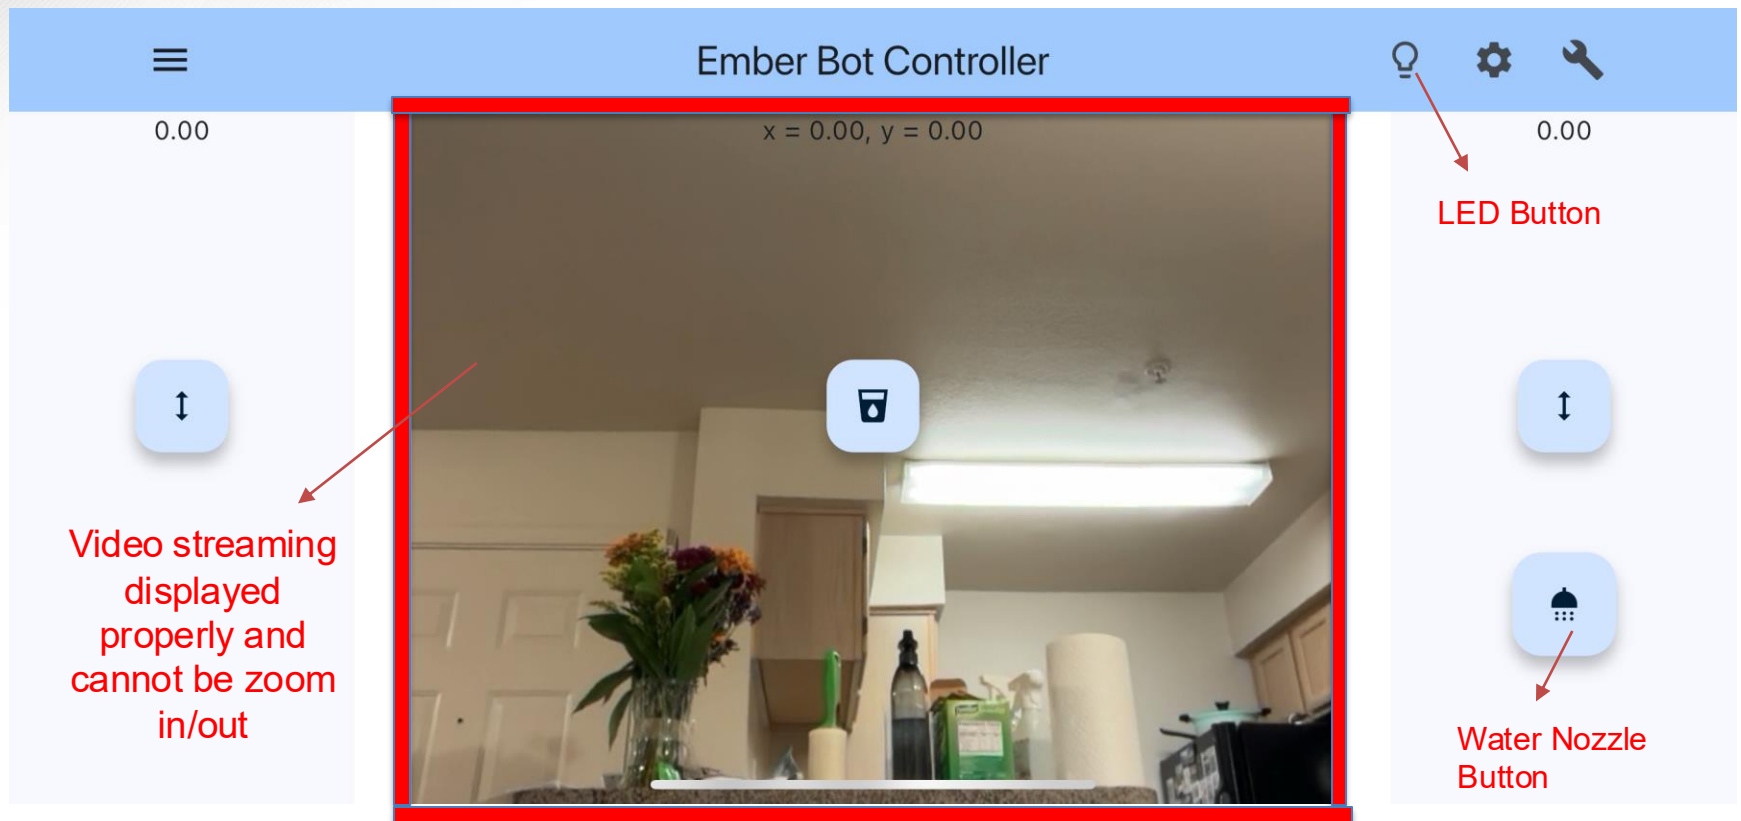 Ember Bot Controller
0.00
x = 0.00, y = 0.00
0.00
LED Button
Video streaming
displayed
properly and
cannot be zoom
in/out
Water Nozzle
Button